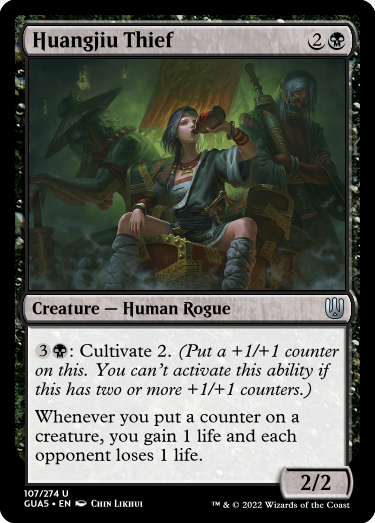 Huangjiu Thief 2
Creature — Human Rogue
3: Cultivate 2. (Put a +1/+1 counter
on this. You can't activate this ability if
this has two or more +1/+1 counters.)
Whenever you put a counter on a
creature, you gain 1 life and each
opponent loses 1 life.
2/2
107/274 U
GUA5 • EN Chin Likhui
™ & © 2022 Wizards of the Coast